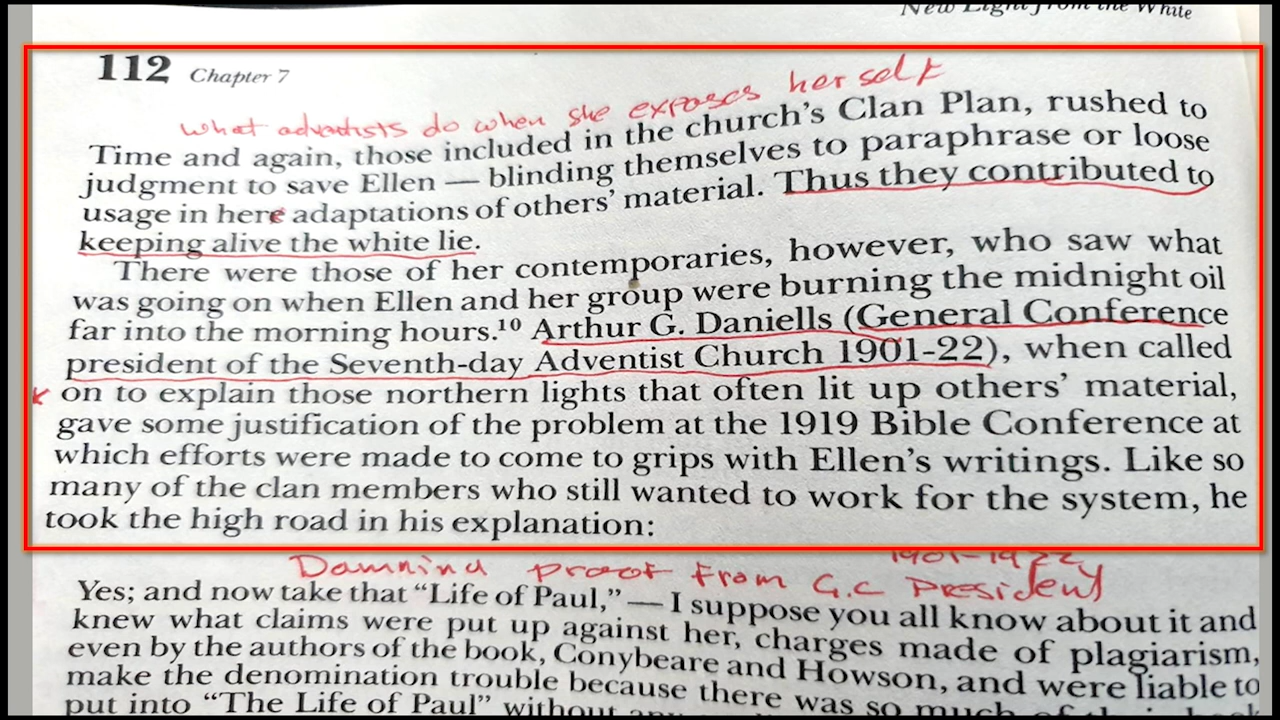 New Light from the White
112 Chapter 7
what adventists do when she exposes herself
Time and again, those included in the church's Clan Plan, rushed to
judgment to save Ellen — blinding themselves to paraphrase or loose
usage in here adaptations of others' material. Thus they contributed to
keeping alive the white lie.
There were those of her contemporaries, however, who saw what
was going on when Ellen and her group were burning the midnight oil
far into the morning hours.¹⁰ Arthur G. Daniells (General Conference
president of the Seventh-day Adventist Church 1901-22), when called
on to explain those northern lights that often lit up others' material,
gave some justification of the problem at the 1919 Bible Conference at
which efforts were made to come to grips with Ellen's writings. Like so
many of the clan members who still wanted to work for the system, he
took the high road in his explanation:
1901-1922
Damning proof from G.C President
Yes; and now take that “Life of Paul,” — I suppose you all know about it and
knew what claims were put up against her, charges made of plagiarism,
even by the authors of the book, Conybeare and Howson, and were liable to
make the denomination trouble because there was so much of their book
put into “The Life of Paul” without